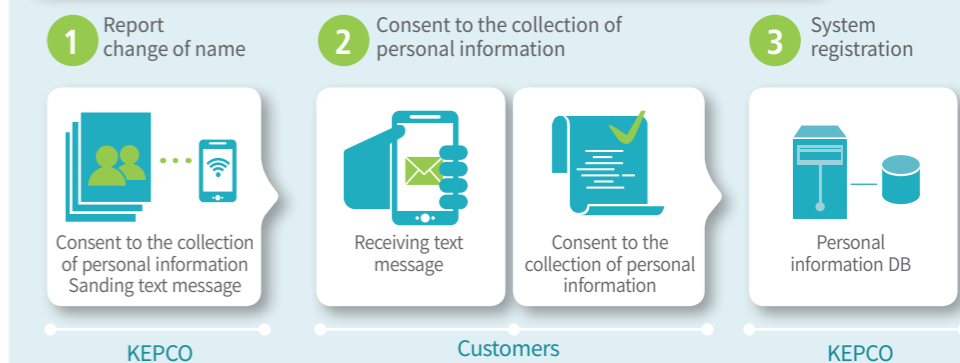 1 Report
change of name
2 Consent to the collection of
personal information
3 System
registration
Consent to the collection
of personal information
Sanding text message
Receiving text
message
Consent to the
collection of personal
information
Personal
information DB
KEPCO
Customers
KEPCO